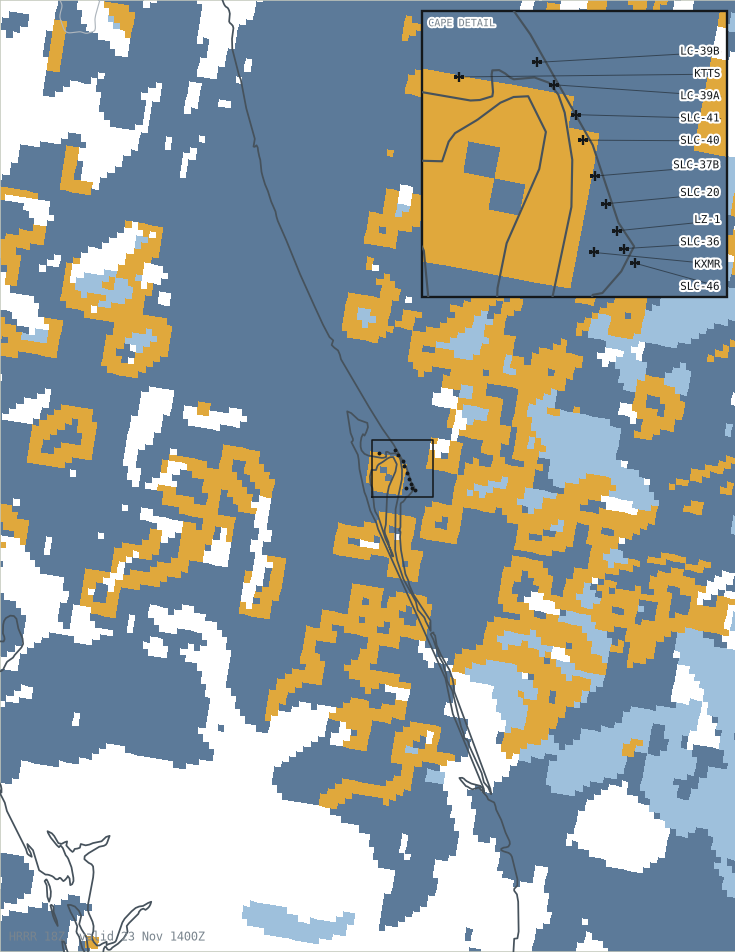 CAPE DETAIL
LC-39B
KTTS
LC-39A
SLC-41
SLC-40
SLC-37B
SLC-20
LZ-1
SLC-36
KXMR
SLC-46
HRRR valid 23 Nov 1400Z